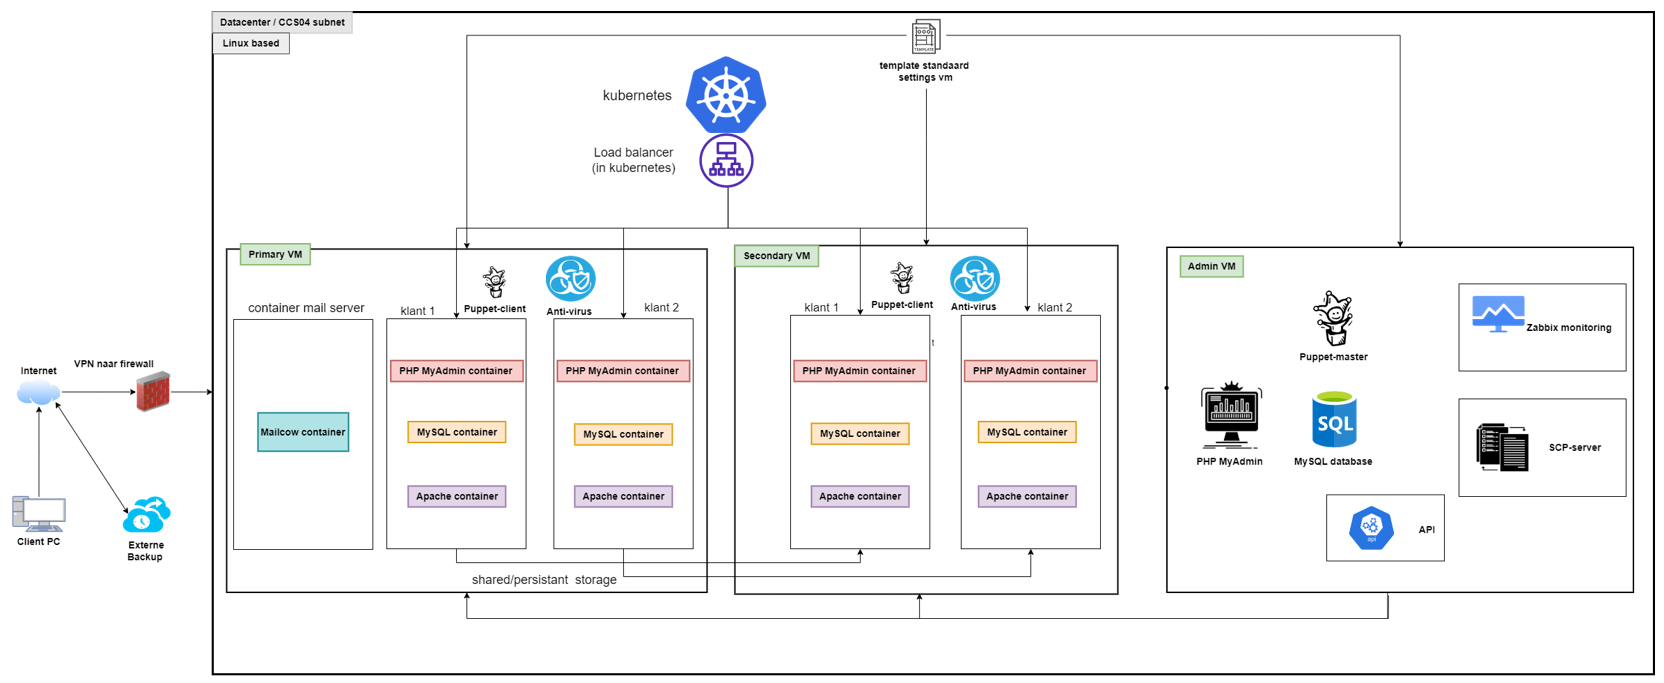 Datacenter / CCS04 subnet
Linux based
TEMPLATE
template standaard
settings vm
kubernetes
Load balancer
(in kubernetes)
Primary VM
container mail server
klant 1
Puppet-client
Anti-virus
klant 2
Mailcow container
PHP MyAdmin container
MySQL container
Apache container
PHP MyAdmin container
MySQL container
Apache container
shared/persistant storage
Secondary VM
klant 1
Puppet-client
Anti-virus
klant 2
t
PHP MyAdmin container
MySQL container
Apache container
PHP MyAdmin container
MySQL container
Apache container
Admin VM
Puppet-master
Zabbix monitoring
PHP MyAdmin
SQL
MySQL database
SCP-server
api
API
Internet
VPN naar firewall
Client PC
Externe
Backup